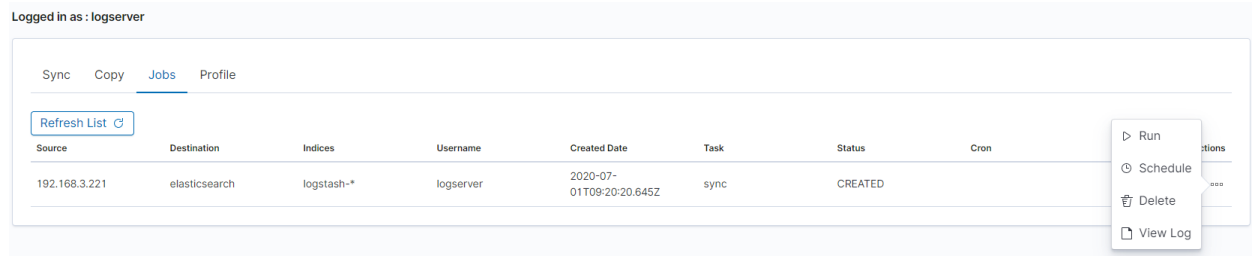 Logged in as : logserver
Sync Copy Jobs Profile
Refresh List
Source Destination Indices Username Created Date Task Status Cron
192.168.3.221 elasticsearch logstash-* logserver 2020-07-
01T09:20:20.645Z sync CREATED
Run
Schedule
Delete
View Log